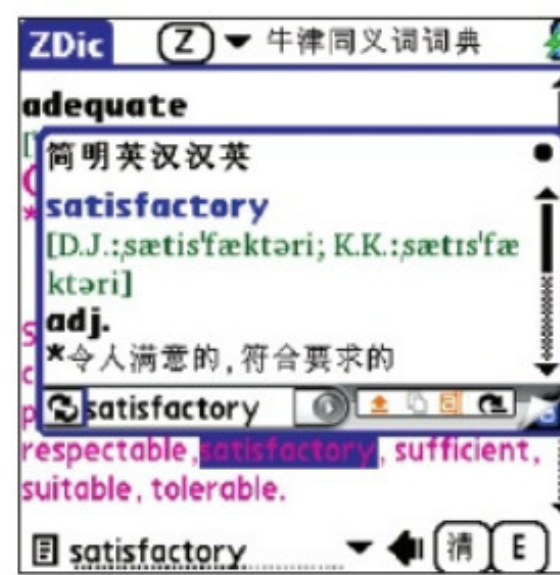 ZDic Z 牛津同义词词典
adequate
简明英汉汉英
satisfactory
[D.J.:ˌsætisˈfæktəri; K.K.:ˌsætɪsˈfæ
ktəri]
adj.
*令人满意的,符合要求的
satisfactory
respectable, satisfactory, sufficient,
suitable, tolerable.
satisfactory 清 E